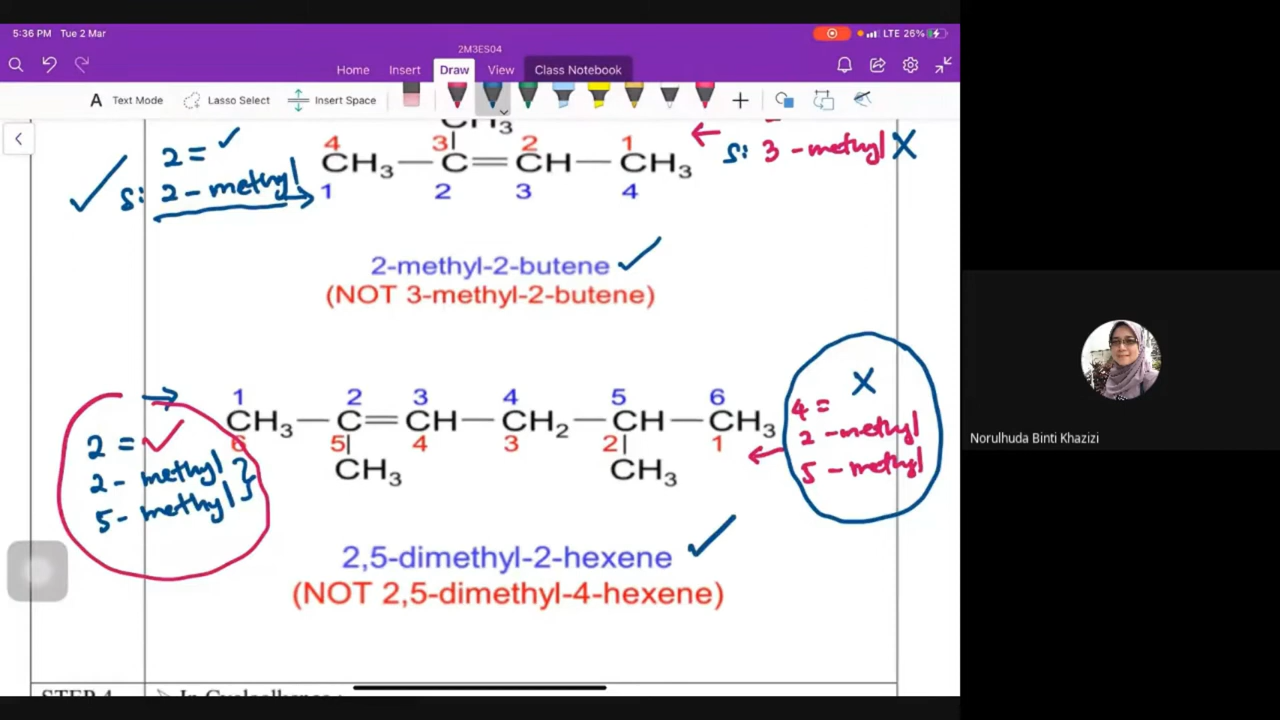 5:36 PM Tue 2 Mar
LTE 26%
2M3ES04
Home Insert Draw View Class Notebook
A Text Mode Lasso Select Insert Space
CH3
4 3 2 1
CH3 — C = CH — CH3
1 2 3 4
2 = ✓
s: 2 - methyl
s: 3 - methyl X
2-methyl-2-butene
(NOT 3-methyl-2-butene)
1 2 3 4 5 6
CH3 — C = CH — CH2 — CH — CH3
6 5 4 3 2 1
CH3 CH3
2 = ✓
2 - methyl
5 - methyl
X
4 =
2 - methyl
5 - methyl
2,5-dimethyl-2-hexene
(NOT 2,5-dimethyl-4-hexene)
Norulhuda Binti Khazizi